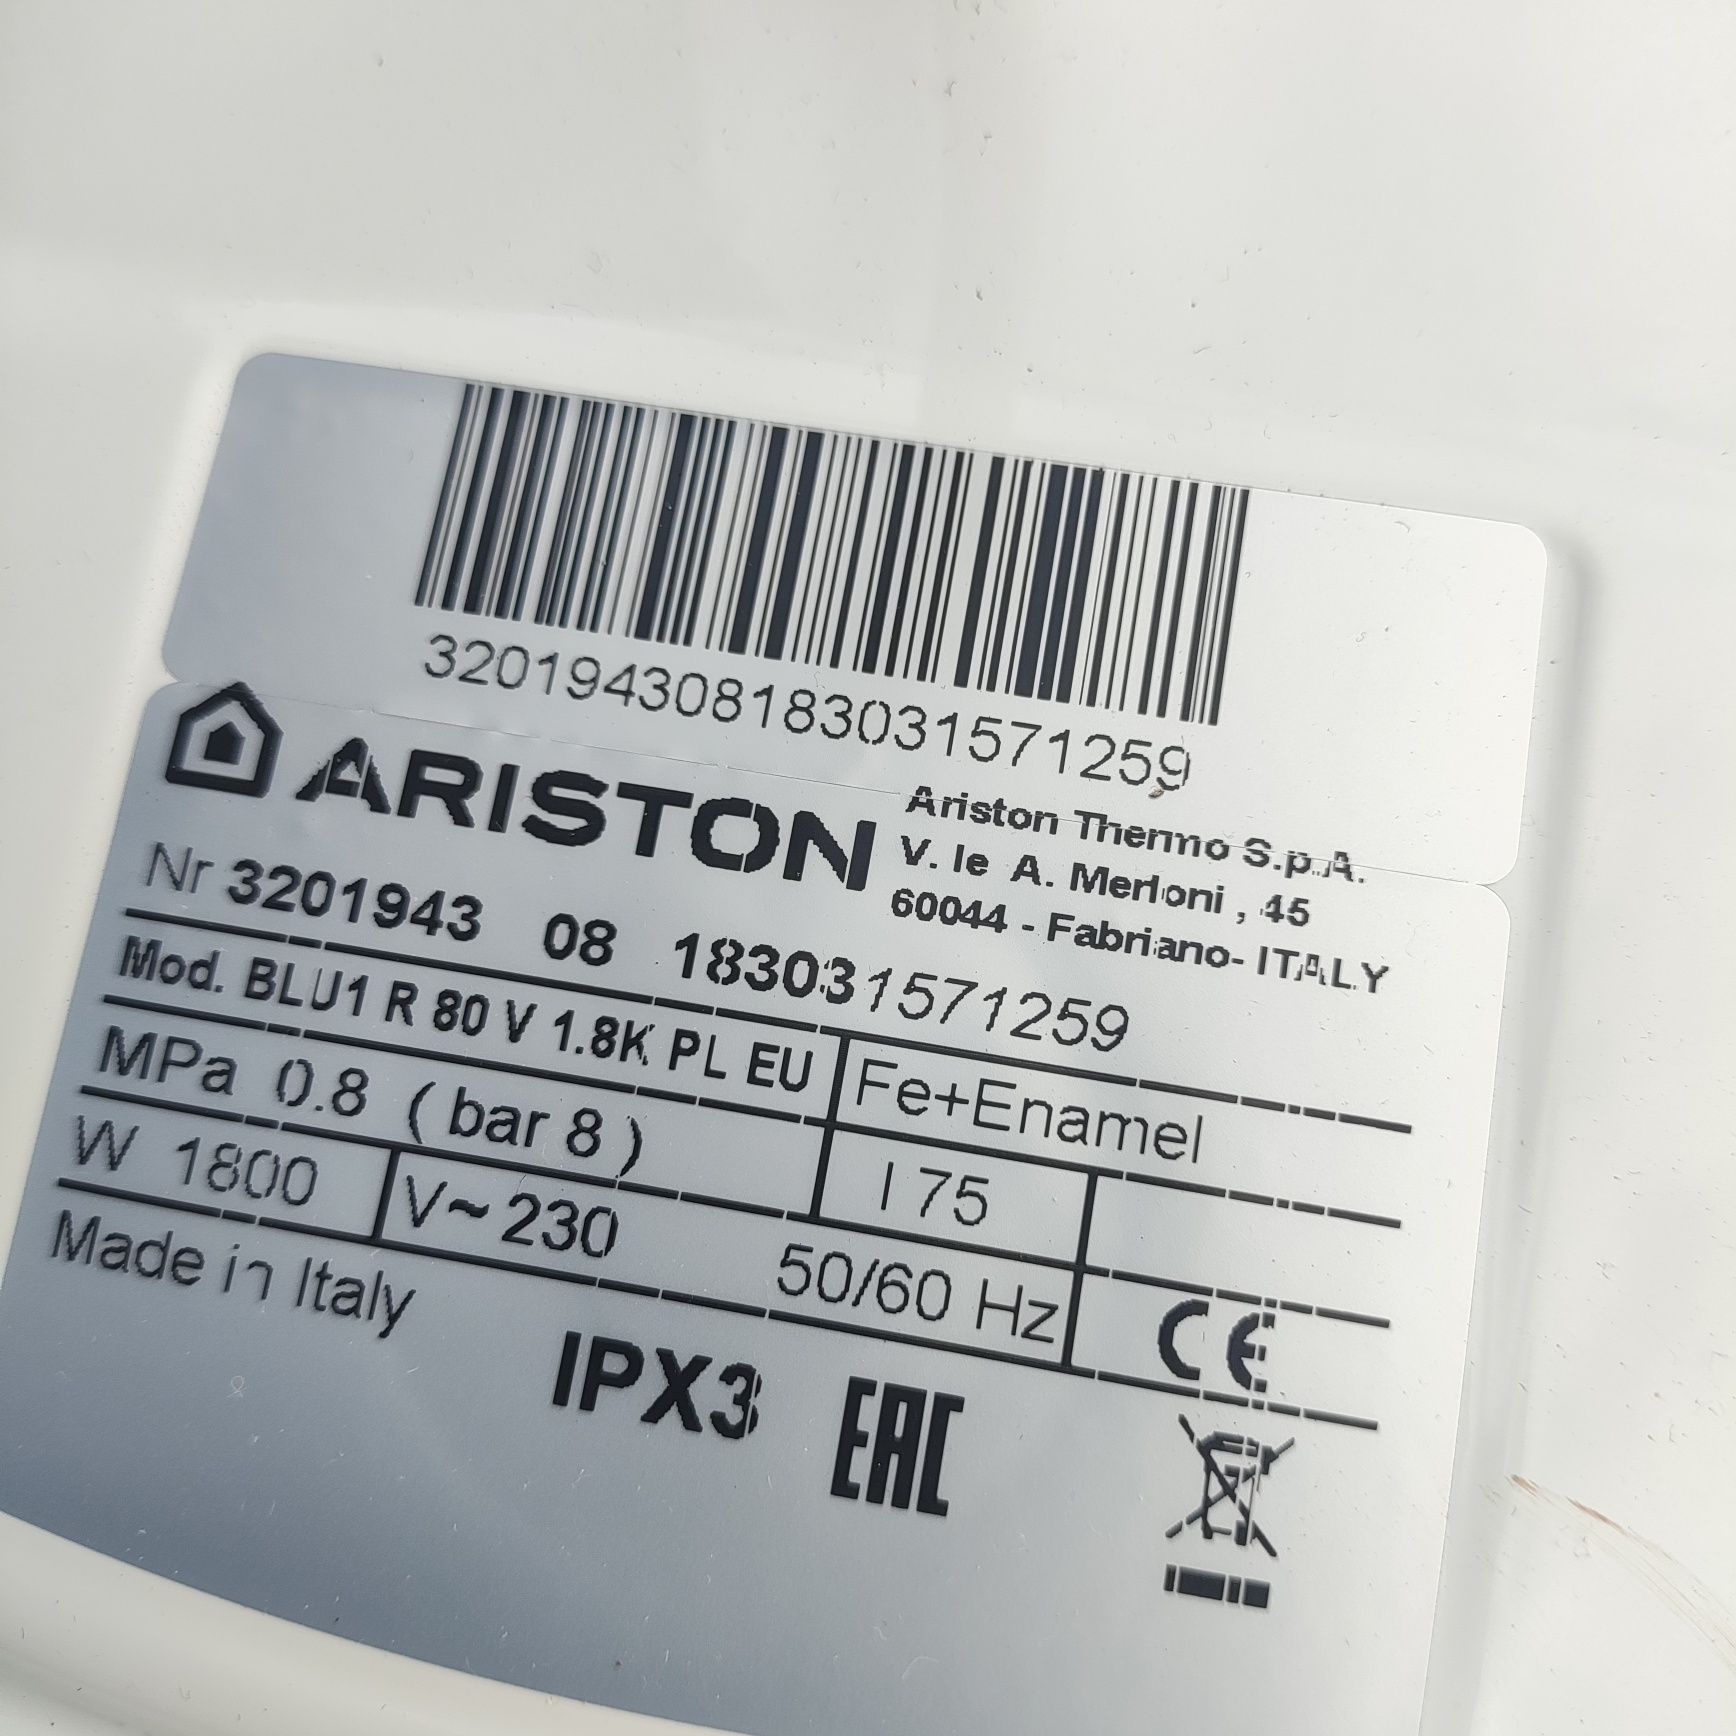 3201943081830315​71259
ARISTON
Ariston Thermo S.p.A.
V. le A. Merloni , 45
60044 - Fabriano- ITALY
Nr 3201943 08 183031571259
Mod. BLU1 R 80 V 1.8K PL EU
Fe+Enamel
MPa 0.8 ( bar 8 )
l 75
W 1800
V~ 230 50/60 Hz
CE
Made in Italy
IPX3
EAC